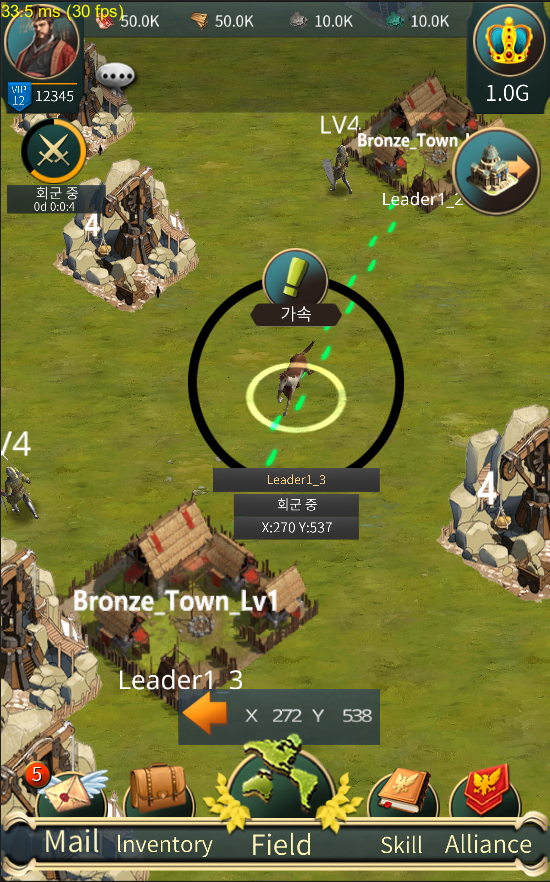 33.5 ms (30 fps)
50.0K
50.0K
10.0K
10.0K
VIP
12
12345
1.0G
LV4
Bronze_Town_L
Leader1_2
회군 중
0d 0:0:4
4
가속
V4
Leader1_3
회군 중
X:270 Y:537
4
Bronze_Town_Lv1
Leader1_3
X 272 Y 538
5
Mail
Inventory
Field
Skill
Alliance